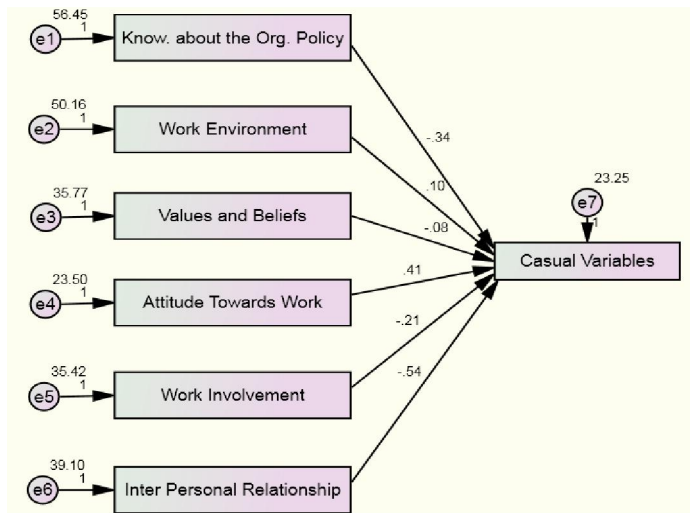 56.45
1
e1
Know. about the Org. Policy
-.34
50.16
1
e2
Work Environment
.10
35.77
1
e3
Values and Beliefs
-.08
23.50
1
e4
Attitude Towards Work
.41
35.42
1
e5
Work Involvement
-.21
39.10
1
e6
Inter Personal Relationship
-.54
23.25
e7
1
Casual Variables